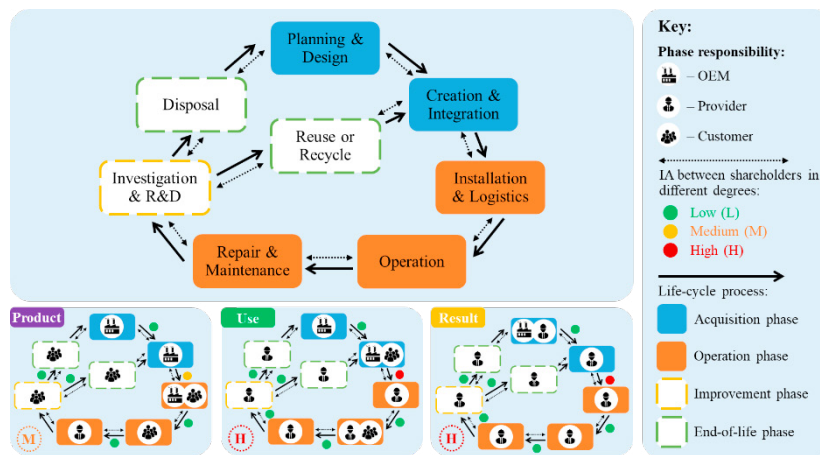 Planning &
Design
Disposal
Creation &
Integration
Reuse or
Recycle
Investigation
& R&D
Installation
& Logistics
Repair &
Maintenance
Operation
Product
M
Use
H
Result
H
Key:
Phase responsibility:
– OEM
– Provider
– Customer
IA between shareholders in
different degrees:
Low (L)
Medium (M)
High (H)
Life-cycle process:
Acquisition phase
Operation phase
Improvement phase
End-of-life phase